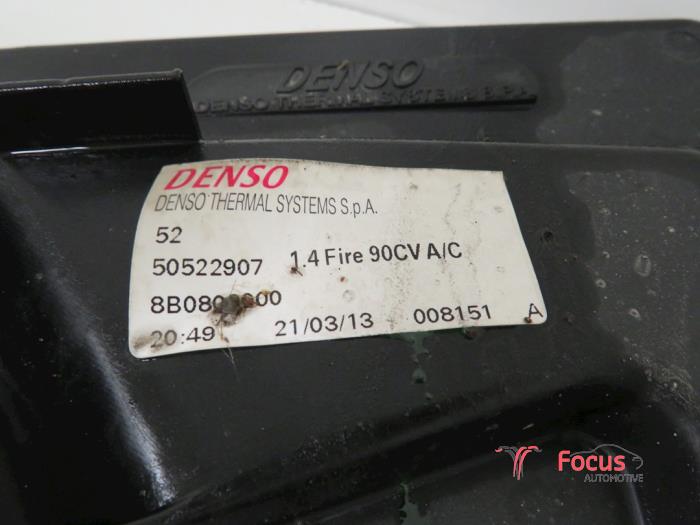 DENSO
DENSO THERMAL SYSTEMS S.p.A.
DENSO
DENSO THERMAL SYSTEMS S.p.A.
52
50522907 1.4 Fire 90CV A/C
20:49 21/03/13 008151 A
Focus
AUTOMOTIVE